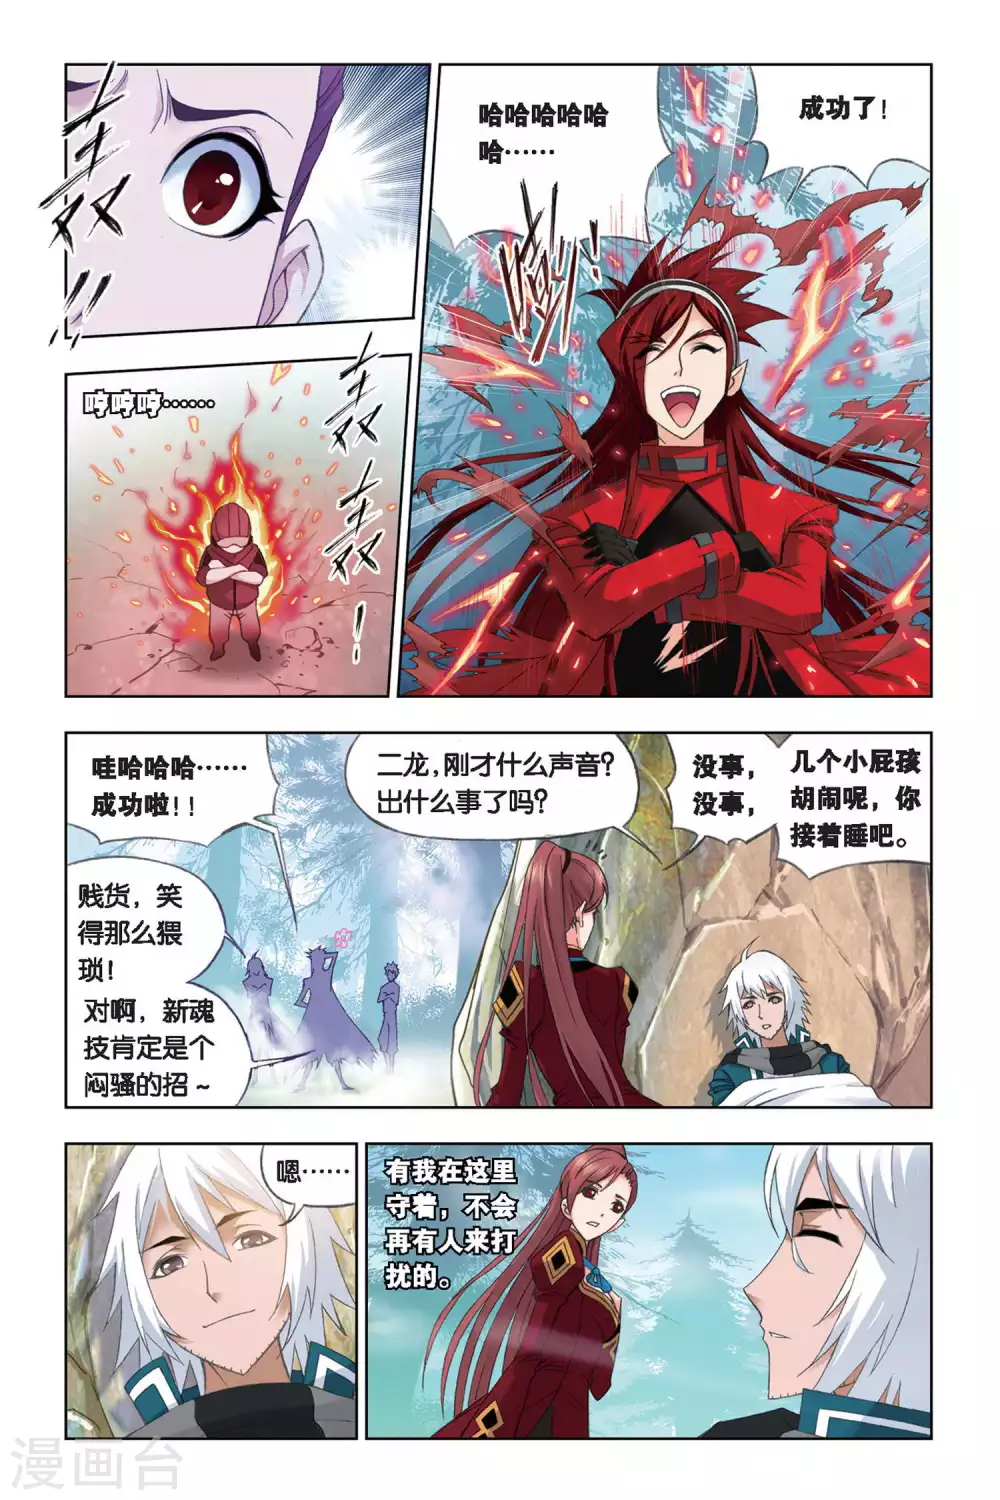 轰!!
哈哈哈哈哈
哈……
成功了!
嗡!
哼哼哼……
轰
轰!
哇哈哈哈……
成功啦!!
贱货，笑
得那么猥
琐!
对啊，新魂
技肯定是个
闷骚的招~
二龙,刚才什么声音?
出什么事了吗?
没事，
没事，
几个小屁孩
胡闹呢，你
接着睡吧。
嗯……
有我在这里
守着，不会
再有人来打
扰的。
漫画台